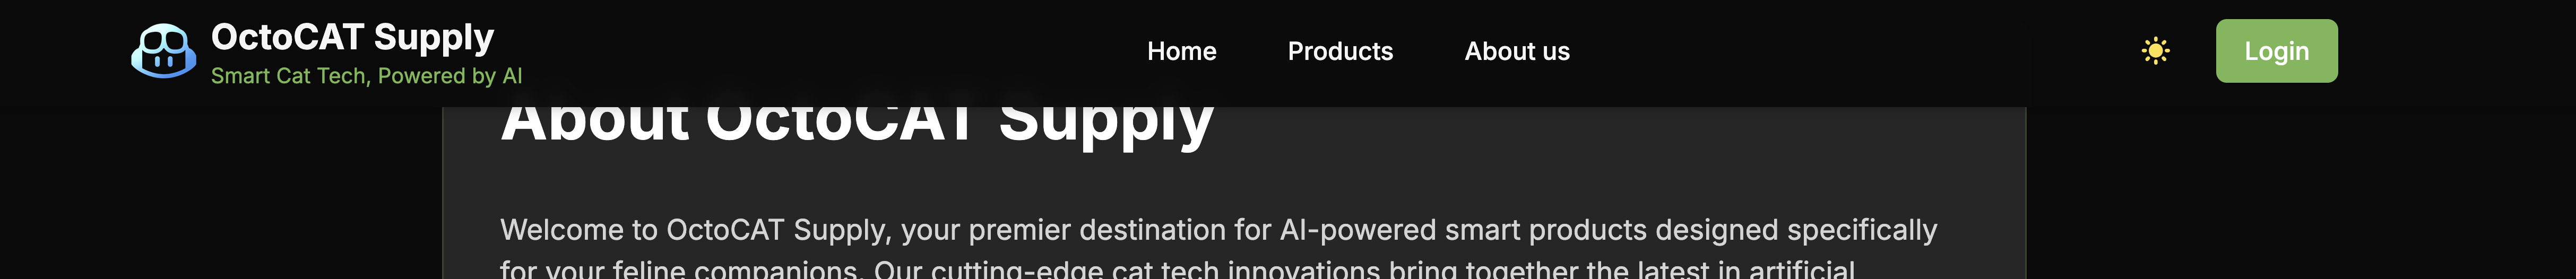 OctoCAT Supply
Smart Cat Tech, Powered by AI
Home Products About us
Login
About OctoCAT Supply
Welcome to OctoCAT Supply, your premier destination for AI-powered smart products designed specifically
for your feline companions. Our cutting-edge cat tech innovations bring together the latest in artificial